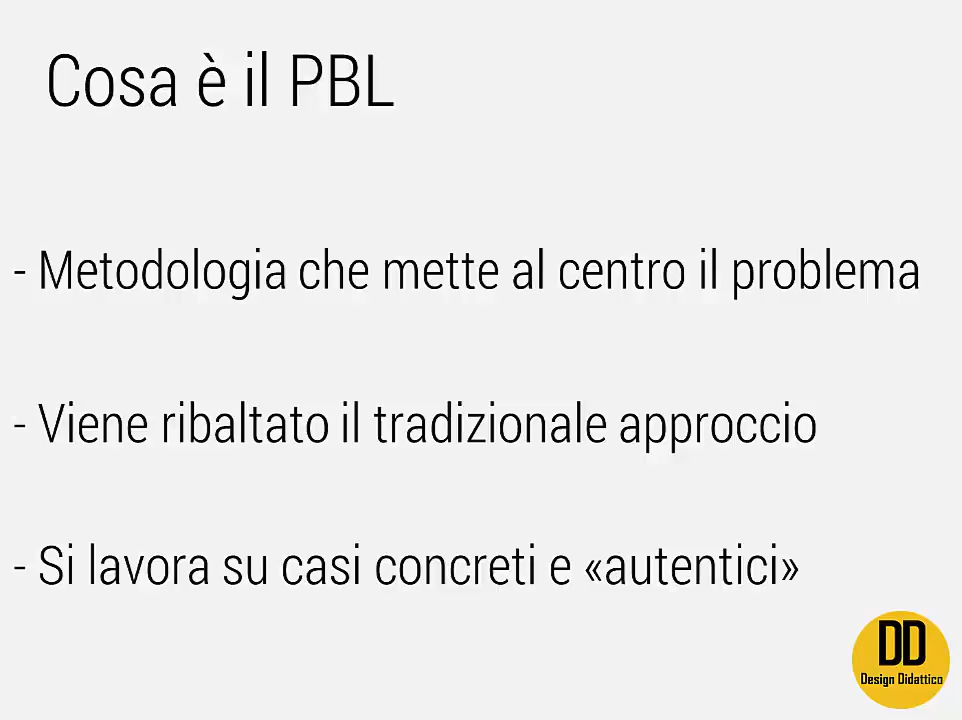 Cosa è il PBL
- Metodologia che mette al centro il problema
- Viene ribaltato il tradizionale approccio
- Si lavora su casi concreti e «autentici»
DD
Design Didattico